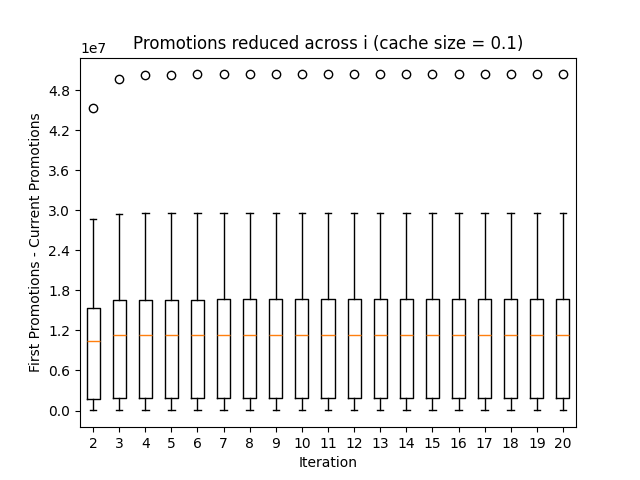 Promotions reduced across i (cache size = 0.1)
1e7
4.8
4.2
3.6
3.0
2.4
1.8
1.2
0.6
0.0
First Promotions - Current Promotions
2 3 4 5 6 7 8 9 10 11 12 13 14 15 16 17 18 19 20
Iteration